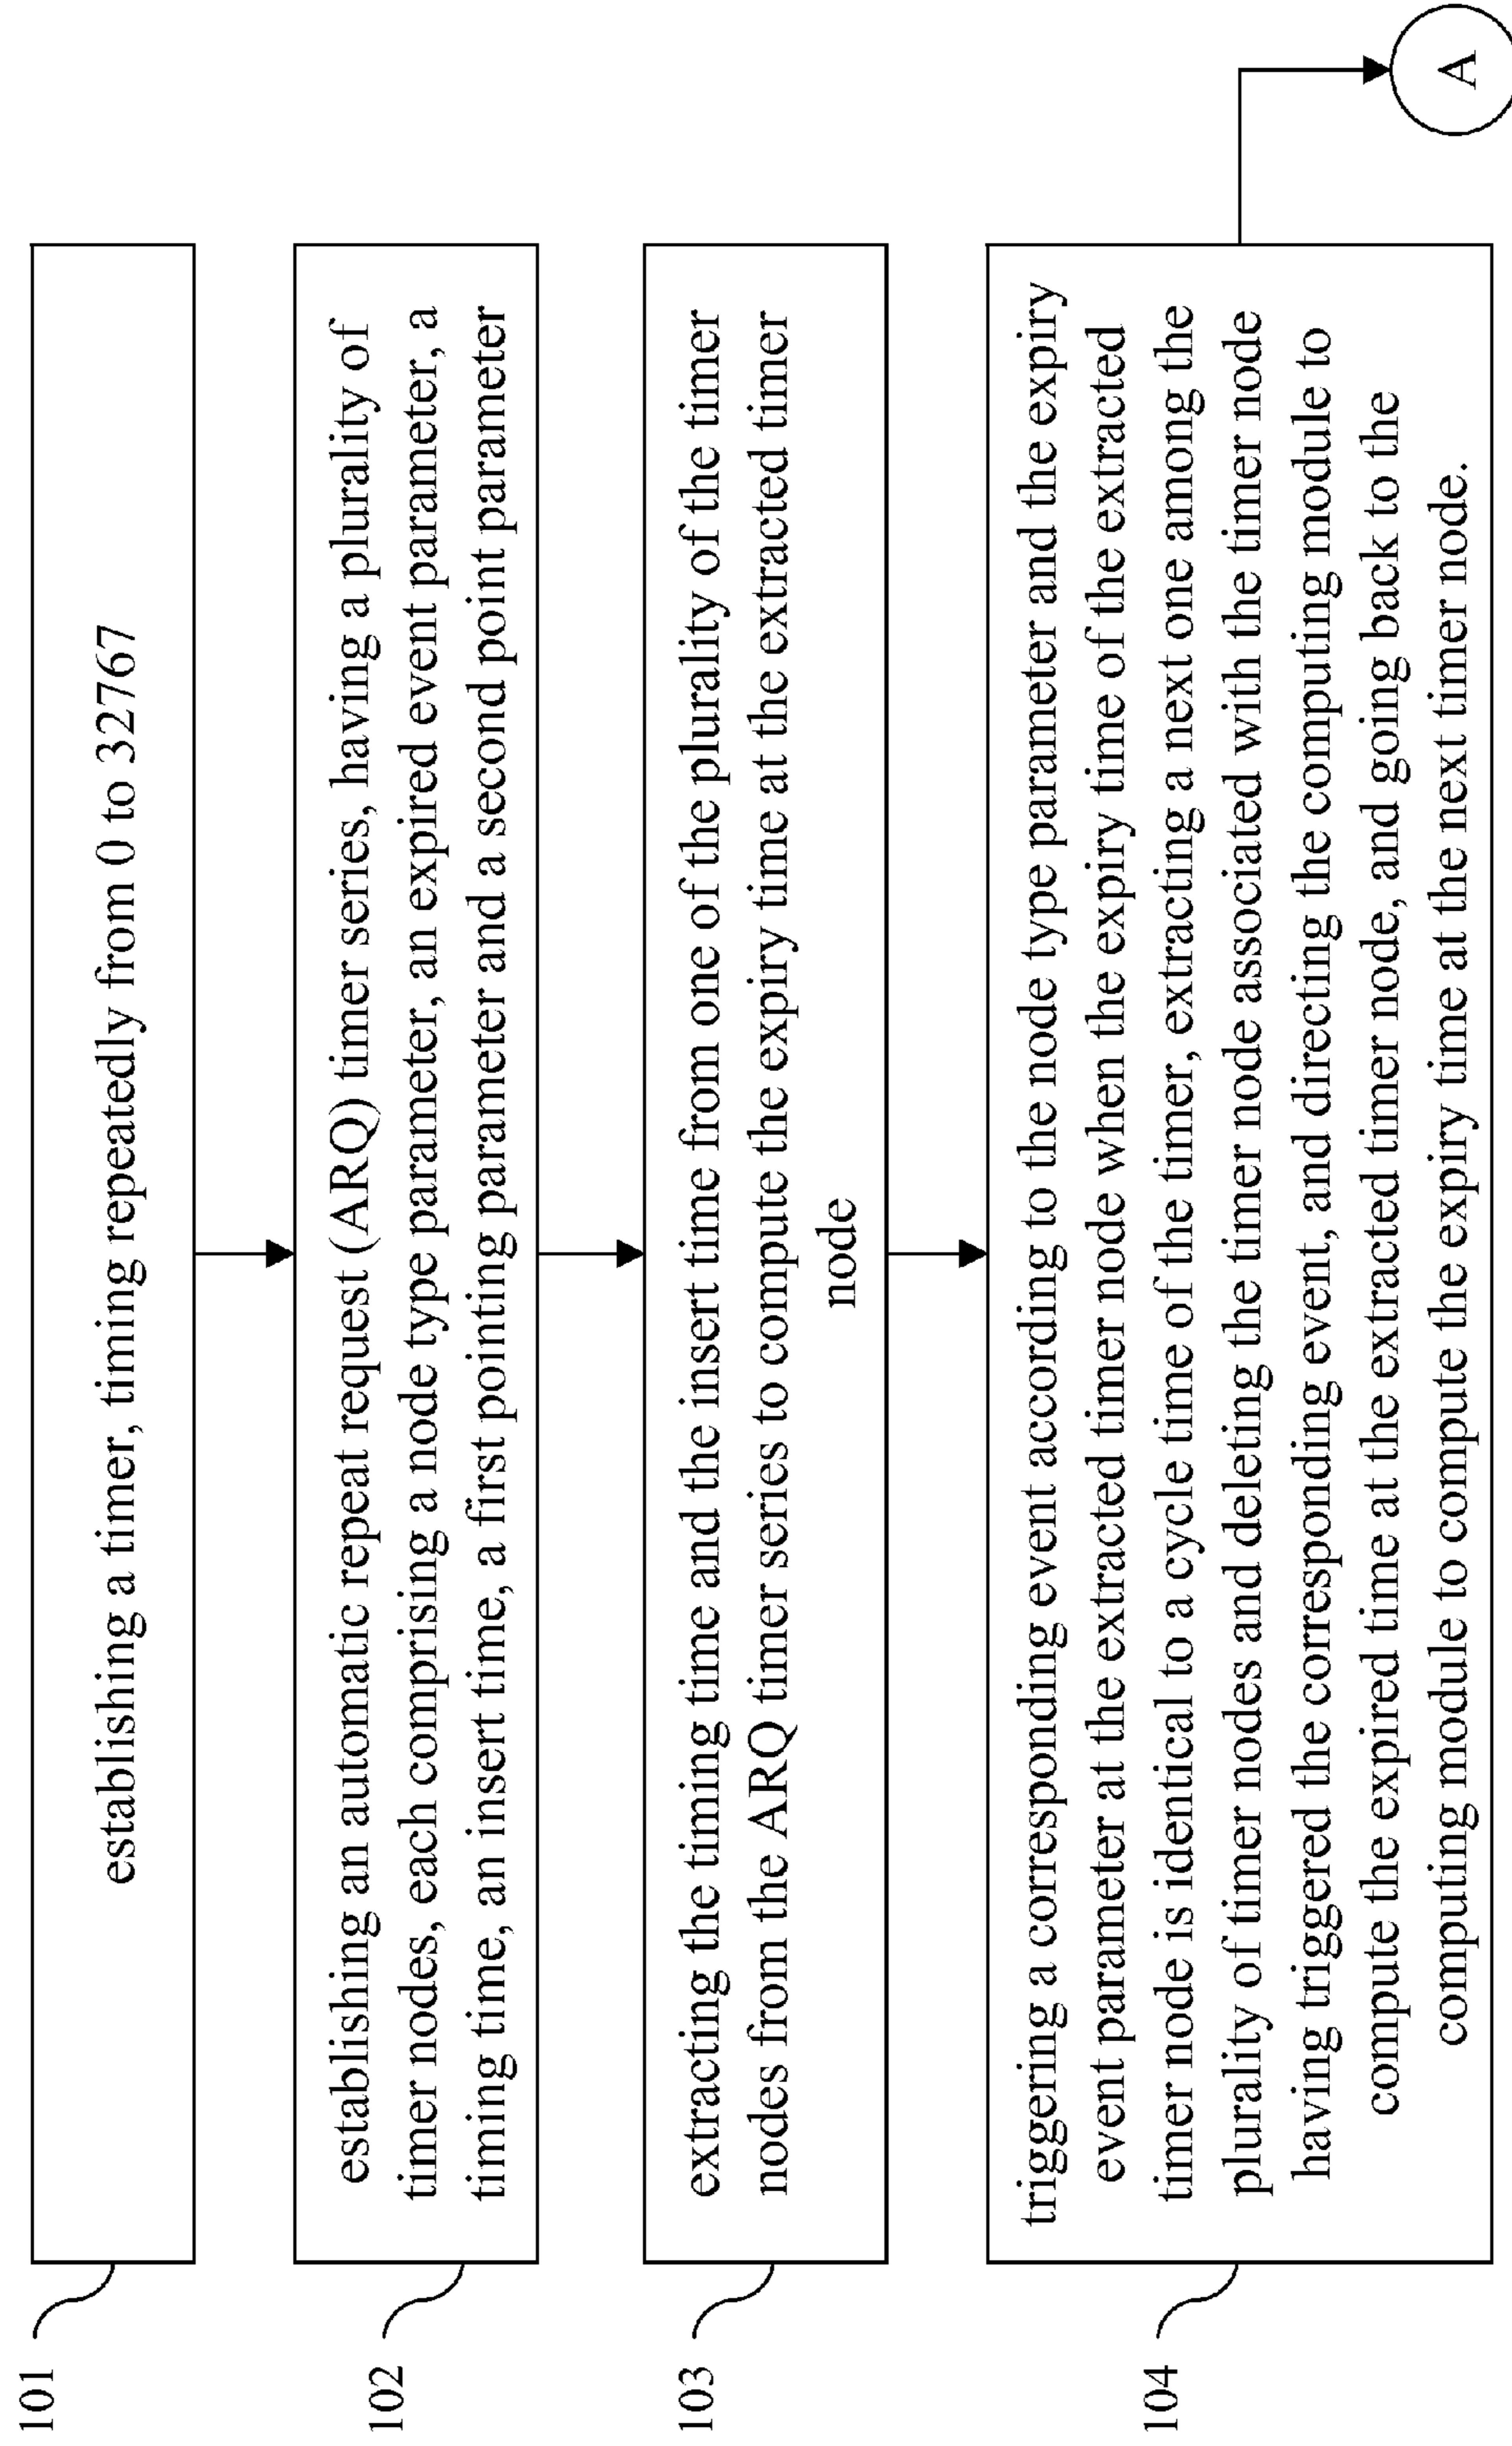 101
establishing a timer, timing repeatedly from 0 to 32767
102
establishing an automatic repeat request (ARQ) timer series, having a plurality of
timer nodes, each comprising a node type parameter, an expired event parameter, a
timing time, an insert time, a first pointing parameter and a second point parameter
103
extracting the timing time and the insert time from one of the plurality of the timer
nodes from the ARQ timer series to compute the expiry time at the extracted timer
node
104
triggering a corresponding event according to the node type parameter and the expiry
event parameter at the extracted timer node when the expiry time of the extracted
timer node is identical to a cycle time of the timer, extracting a next one among the
plurality of timer nodes and deleting the timer node associated with the timer node
having triggered the corresponding event, and directing the computing module to
compute the expired time at the extracted timer node, and going back to the
computing module to compute the expiry time at the next timer node.
A